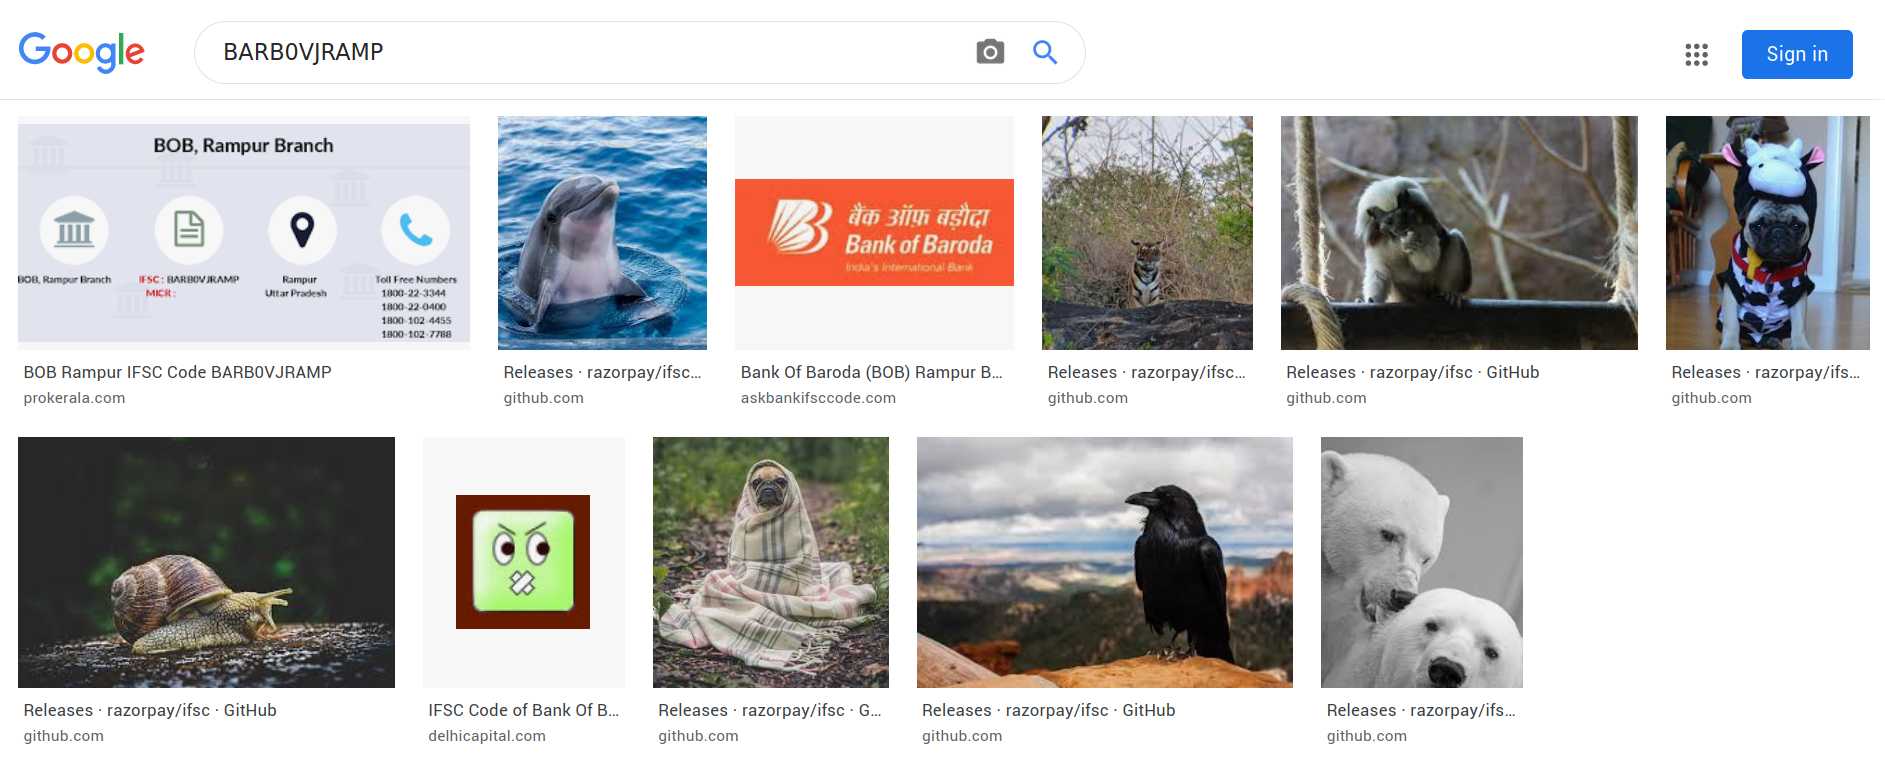 Google
BARB0VJRAMP
Sign in
BOB, Rampur Branch
BOB, Rampur Branch
IFSC : BARB0VJRAMP
MICR :
Rampur
Uttar Pradesh
Toll Free Numbers
1800-22-3344
1800-22-0400
1800-102-4455
1800-102-7788
बैंक ऑफ़ बड़ौदा
Bank of Baroda
India's International Bank
BOB Rampur IFSC Code BARB0VJRAMP
prokerala.com
Releases · razorpay/ifsc...
github.com
Bank Of Baroda (BOB) Rampur B...
askbankifsccode.com
Releases · razorpay/ifsc...
github.com
Releases · razorpay/ifsc · GitHub
github.com
Releases · razorpay/ifs...
github.com
Releases · razorpay/ifsc · GitHub
github.com
IFSC Code of Bank Of B...
delhicapital.com
Releases · razorpay/ifsc · G...
github.com
Releases · razorpay/ifsc · GitHub
github.com
Releases · razorpay/ifs...
github.com